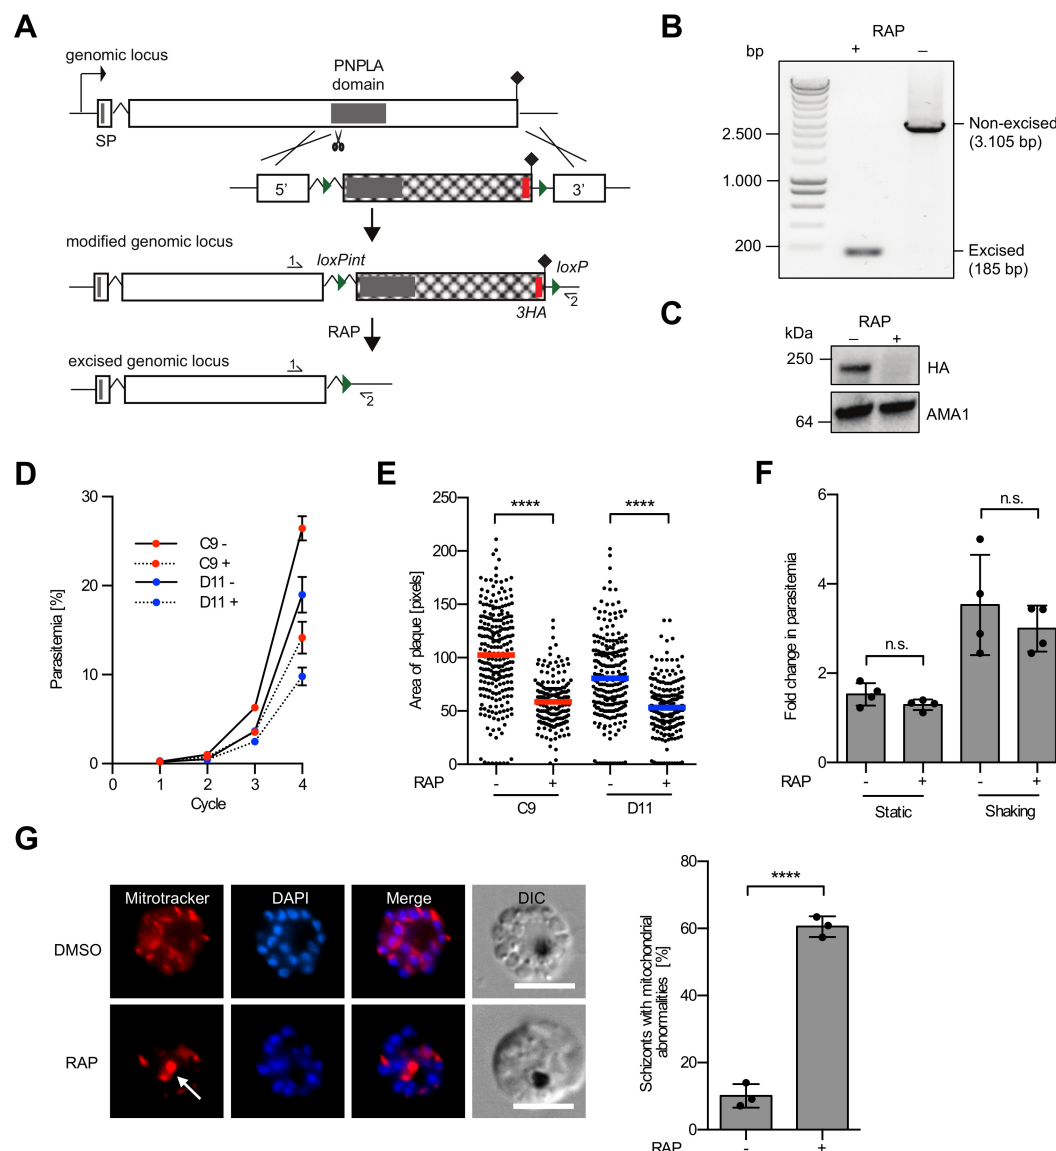 A
genomic locus
PNPLA
domain
SP
5'
3'
modified genomic locus
1
loxPint
loxP
2
3HA
RAP
excised genomic locus
1
2
B
RAP
bp
+
–
2.500
1.000
200
Non-excised
(3.105 bp)
Excised
(185 bp)
C
RAP
kDa
–
+
250
HA
64
AMA1
D
Parasitemia [%]
30
20
10
0
C9 -
C9 +
D11 -
D11 +
0
1
2
3
4
Cycle
E
Area of plaque [pixels]
250
200
150
100
50
0
****
****
RAP
-
+
-
+
C9
D11
F
Fold change in parasitemia
6
4
2
0
n.s.
n.s.
RAP
-
+
-
+
Static
Shaking
G
Mitrotracker
DAPI
Merge
DIC
DMSO
RAP
Schizonts with mitochondrial
abnormalities [%]
80
60
40
20
0
****
RAP
-
+